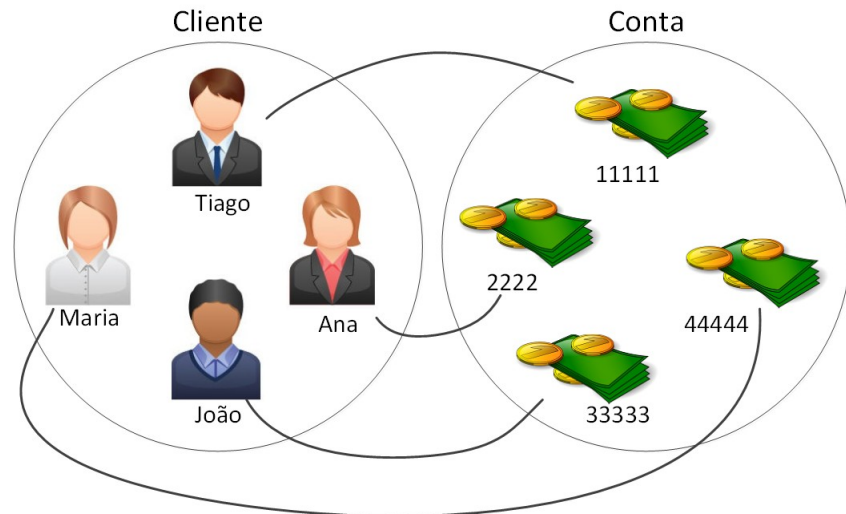 Cliente
Conta
Tiago
Maria
Ana
João
11111
2222
44444
33333